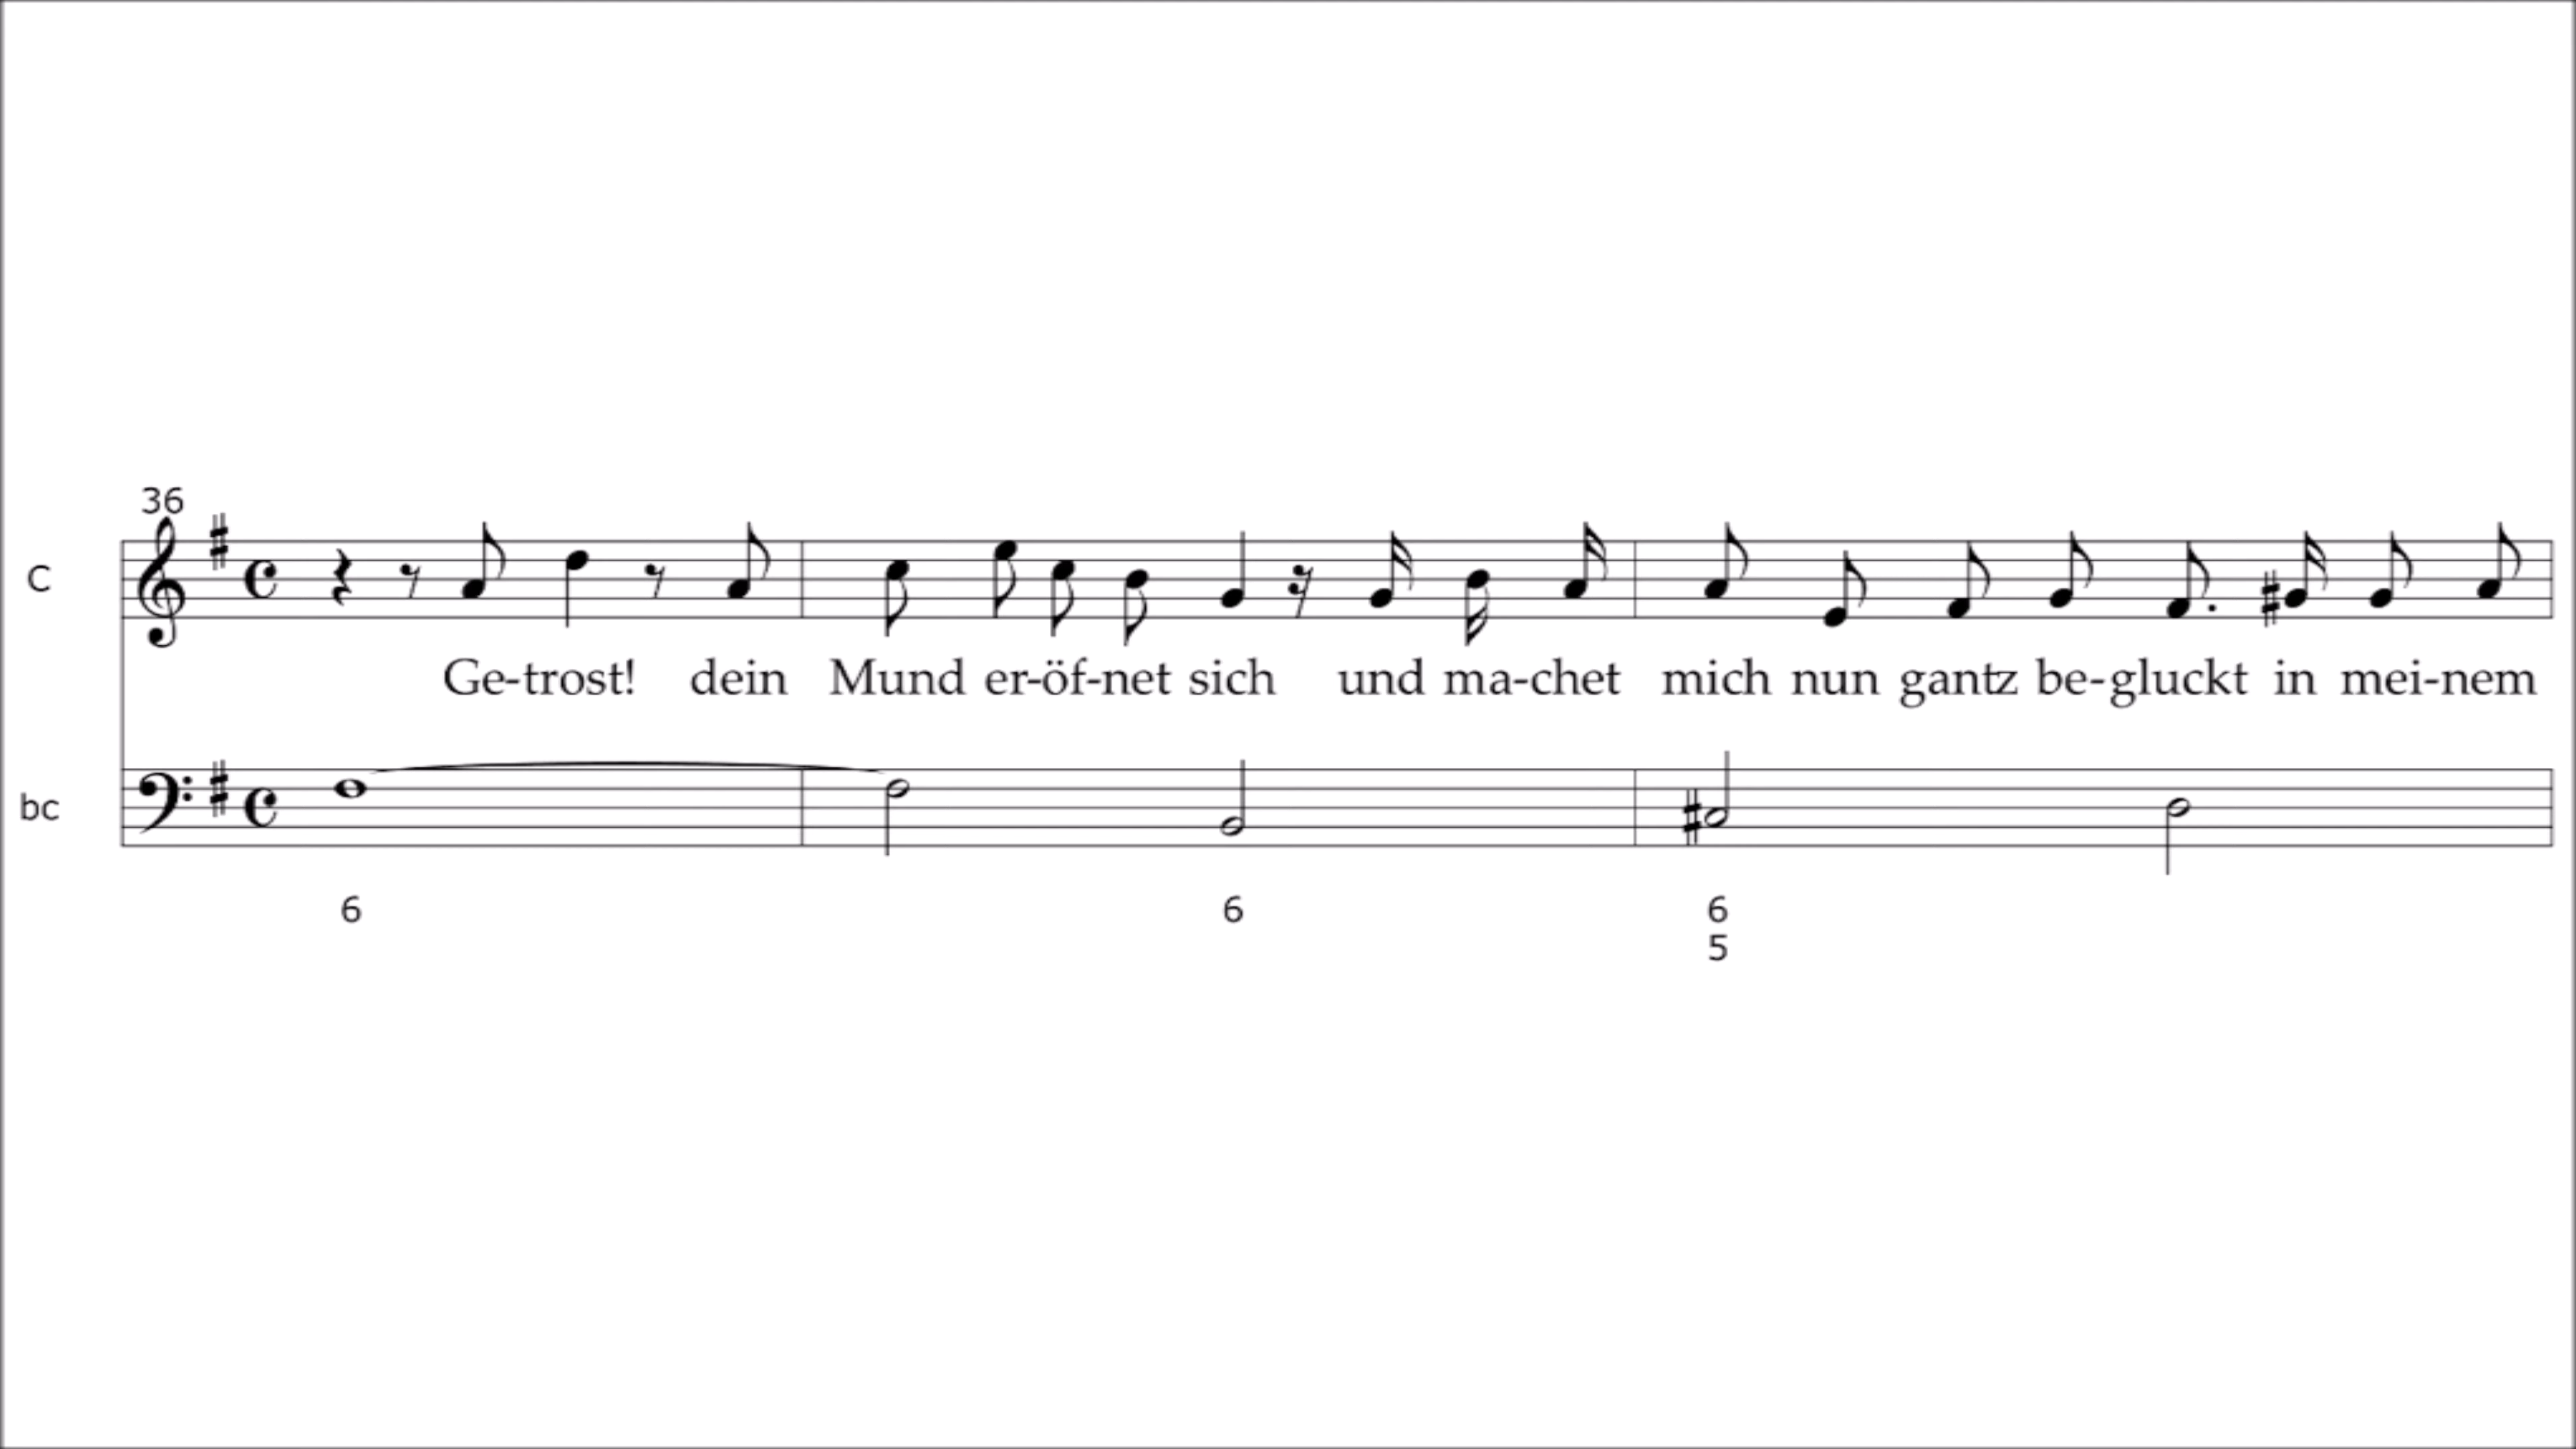 36
C
Ge-trost! dein Mund er-öf-net sich und ma-chet mich nun gantz be-gluckt in mei-nem
bc
6 6 6
5